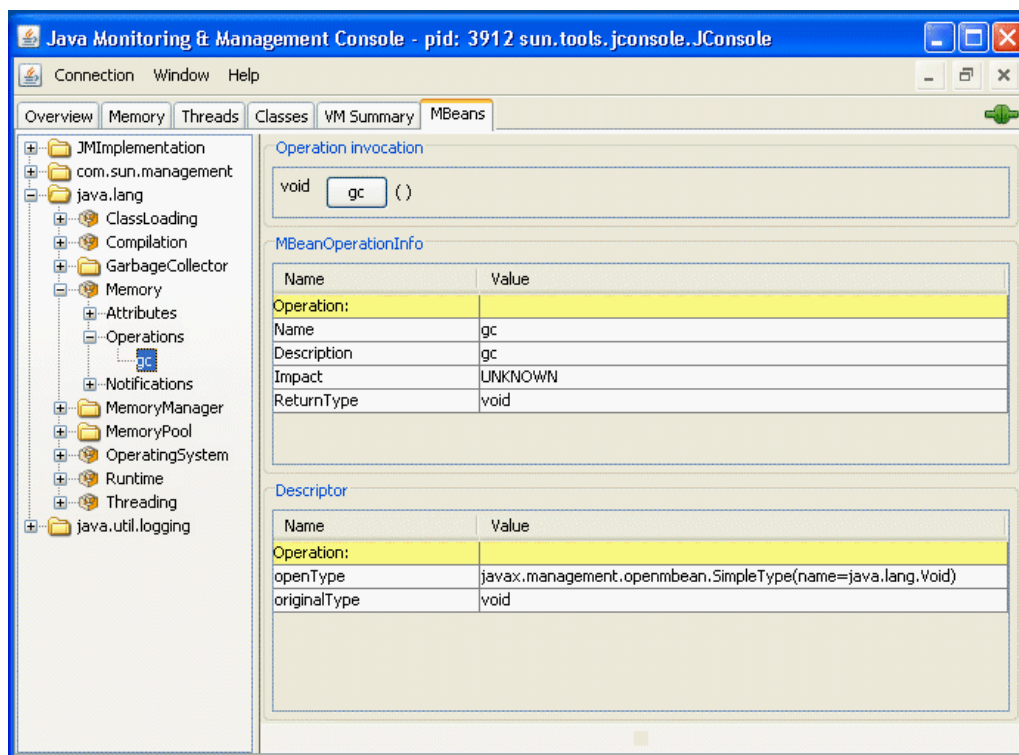 Java Monitoring & Management Console - pid: 3912 sun.tools.jconsole.JConsole
Connection Window Help
Overview Memory Threads Classes VM Summary MBeans
JMImplementation
com.sun.management
java.lang
ClassLoading
Compilation
GarbageCollector
Memory
Attributes
Operations
gc
Notifications
MemoryManager
MemoryPool
OperatingSystem
Runtime
Threading
java.util.logging
Operation invocation
void gc ( )
MBeanOperationInfo
Name Value
Operation:
Name gc
Description gc
Impact UNKNOWN
ReturnType void
Descriptor
Name Value
Operation:
openType javax.management.openmbean.SimpleType(name=java.lang.Void)
originalType void